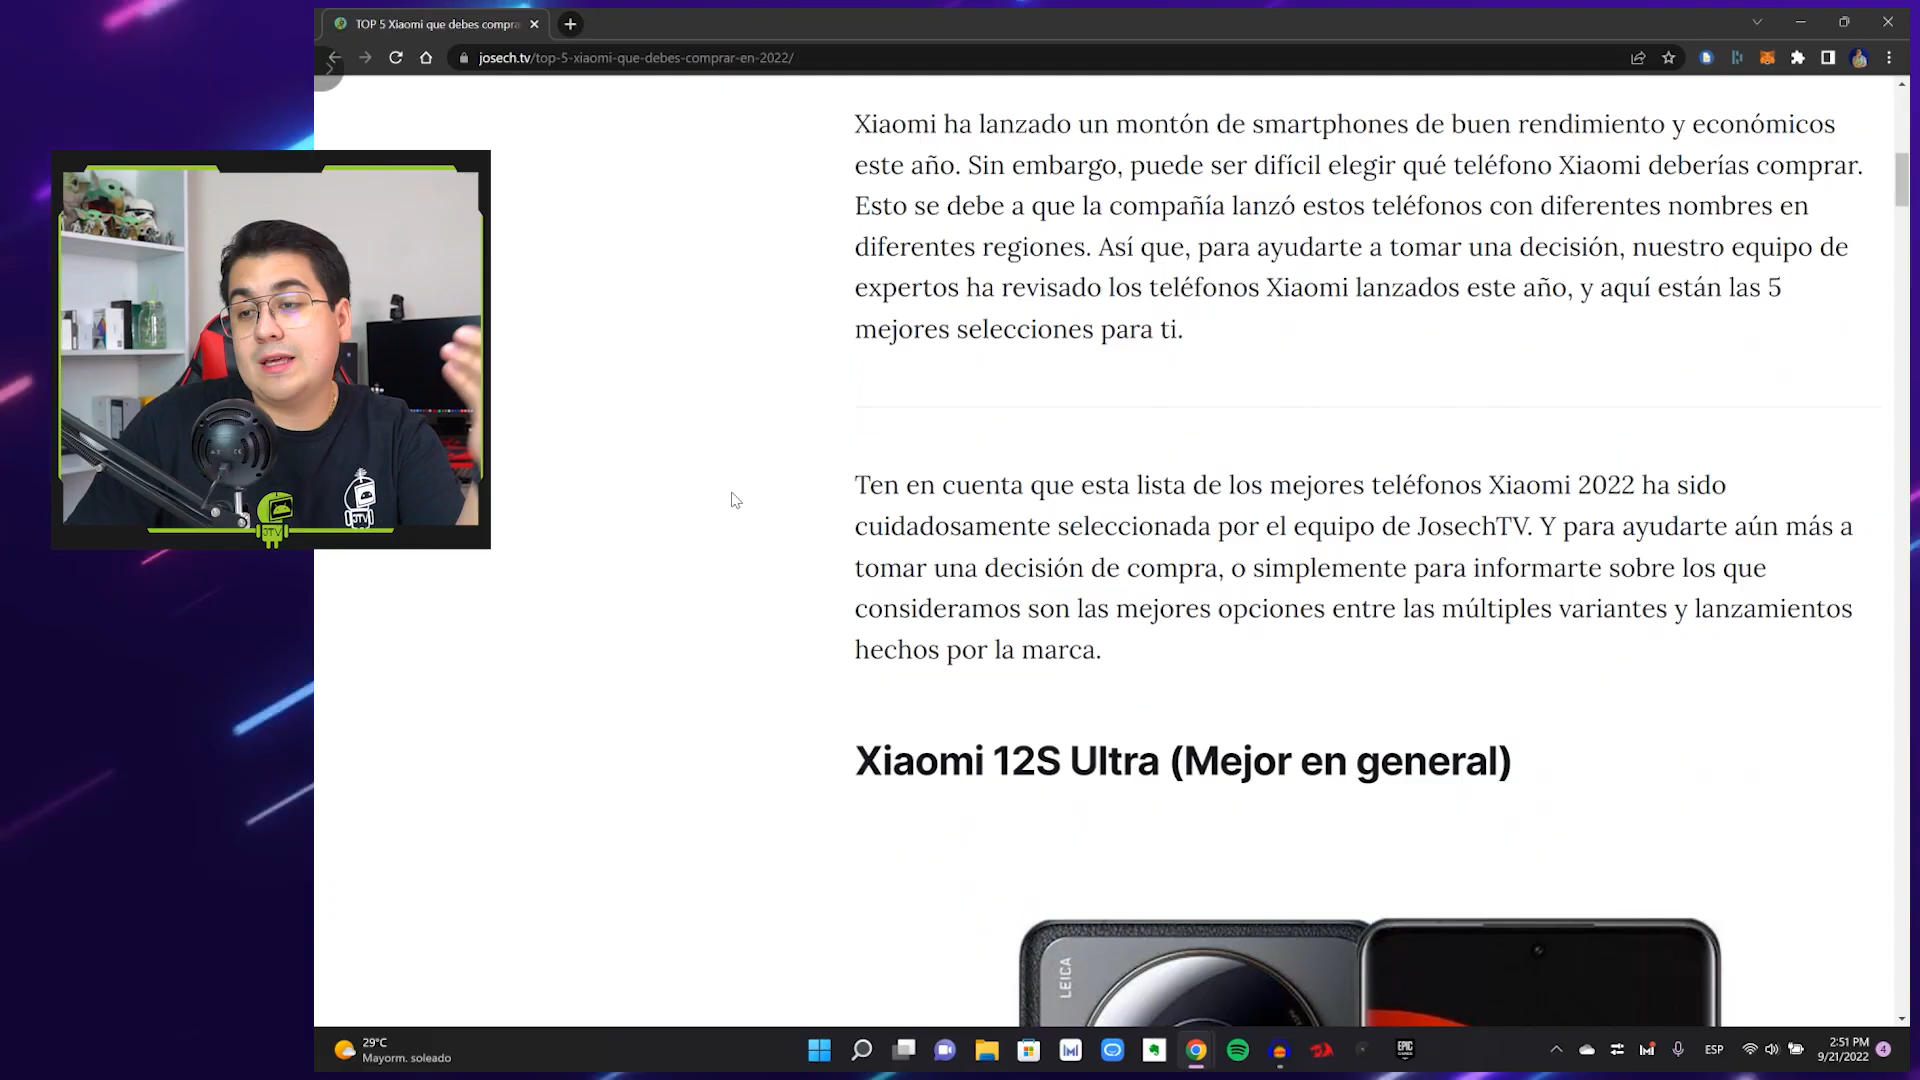 TOP 5 Xiaomi que debes compra
josech.tv/top-5-xiaomi-que-debes-comprar-en-2022/
Xiaomi ha lanzado un montón de smartphones de buen rendimiento y económicos
este año. Sin embargo, puede ser difícil elegir qué teléfono Xiaomi deberías comprar.
Esto se debe a que la compañía lanzó estos teléfonos con diferentes nombres en
diferentes regiones. Así que, para ayudarte a tomar una decisión, nuestro equipo de
expertos ha revisado los teléfonos Xiaomi lanzados este año, y aquí están las 5
mejores selecciones para ti.
Ten en cuenta que esta lista de los mejores teléfonos Xiaomi 2022 ha sido
cuidadosamente seleccionada por el equipo de JosechTV. Y para ayudarte aún más a
tomar una decisión de compra, o simplemente para informarte sobre los que
consideramos son las mejores opciones entre las múltiples variantes y lanzamientos
hechos por la marca.
Xiaomi 12S Ultra (Mejor en general)
LEICA
JTV
JTV
29°C
Mayorm. soleado
EPIC
GAMES
ESP
2:51 PM
9/21/2022
4